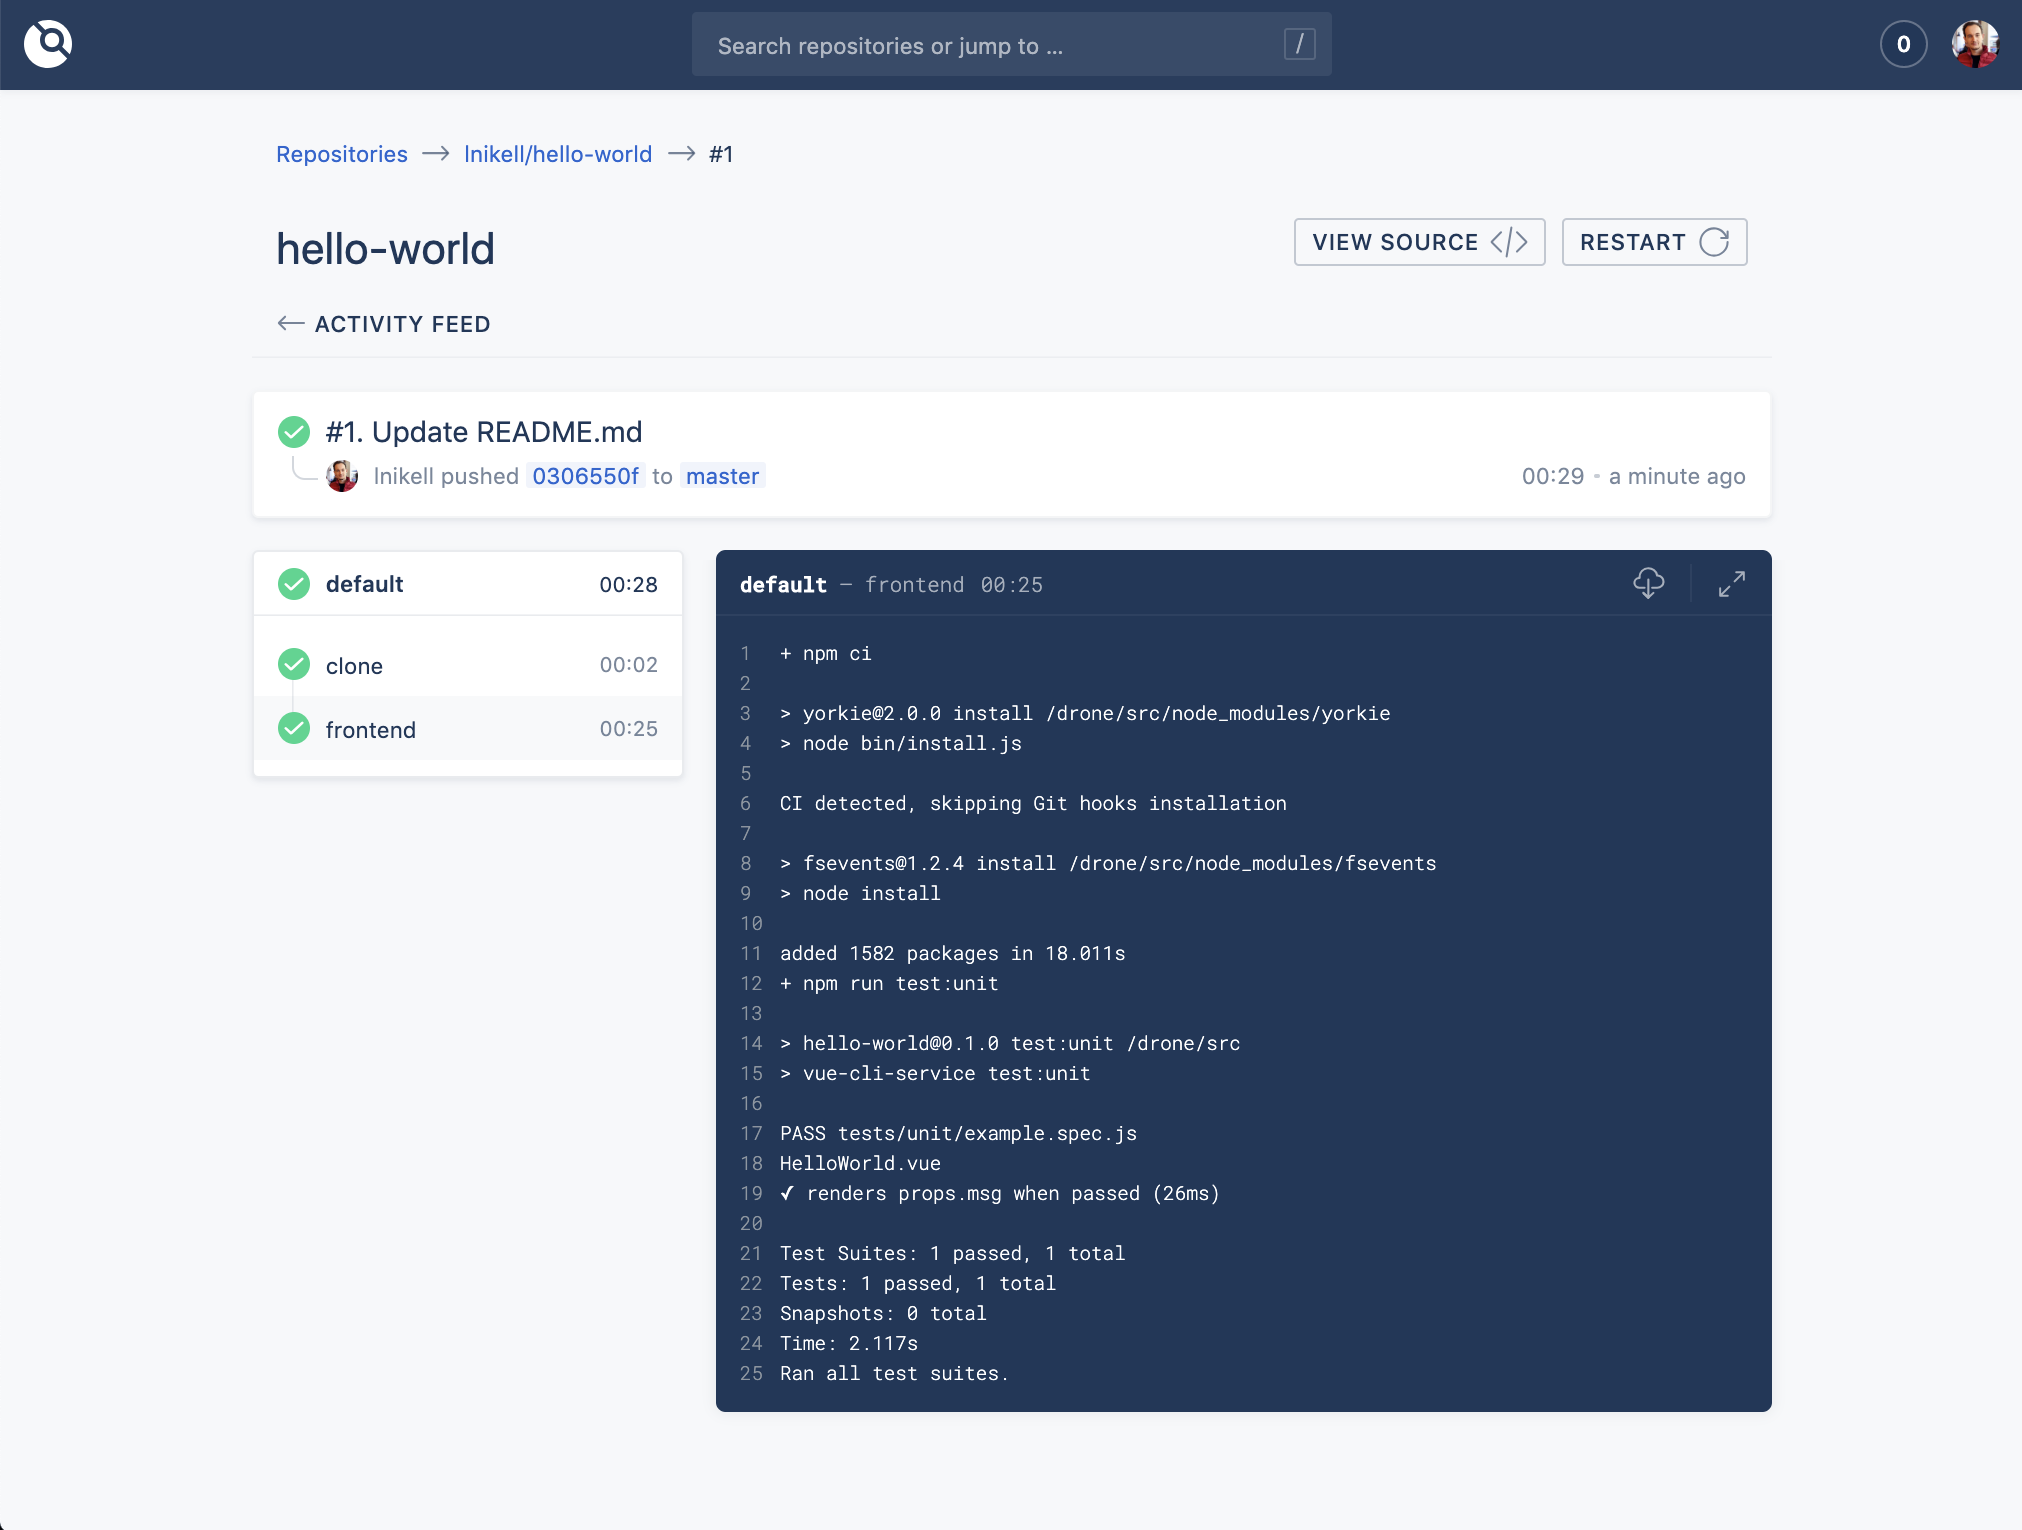 Search repositories or jump to ... /
0
Repositories → lnikell/hello-world → #1
hello-world
VIEW SOURCE </>
RESTART
← ACTIVITY FEED
#1. Update README.md
lnikell pushed 0306550f to master
00:29 • a minute ago
default 00:28
clone 00:02
frontend 00:25
default — frontend 00:25
1 + npm ci
2
3 > yorkie@2.0.0 install /drone/src/node_modules/yorkie
4 > node bin/install.js
5
6 CI detected, skipping Git hooks installation
7
8 > fsevents@1.2.4 install /drone/src/node_modules/fsevents
9 > node install
10
11 added 1582 packages in 18.011s
12 + npm run test:unit
13
14 > hello-world@0.1.0 test:unit /drone/src
15 > vue-cli-service test:unit
16
17 PASS tests/unit/example.spec.js
18 HelloWorld.vue
19 ✓ renders props.msg when passed (26ms)
20
21 Test Suites: 1 passed, 1 total
22 Tests: 1 passed, 1 total
23 Snapshots: 0 total
24 Time: 2.117s
25 Ran all test suites.